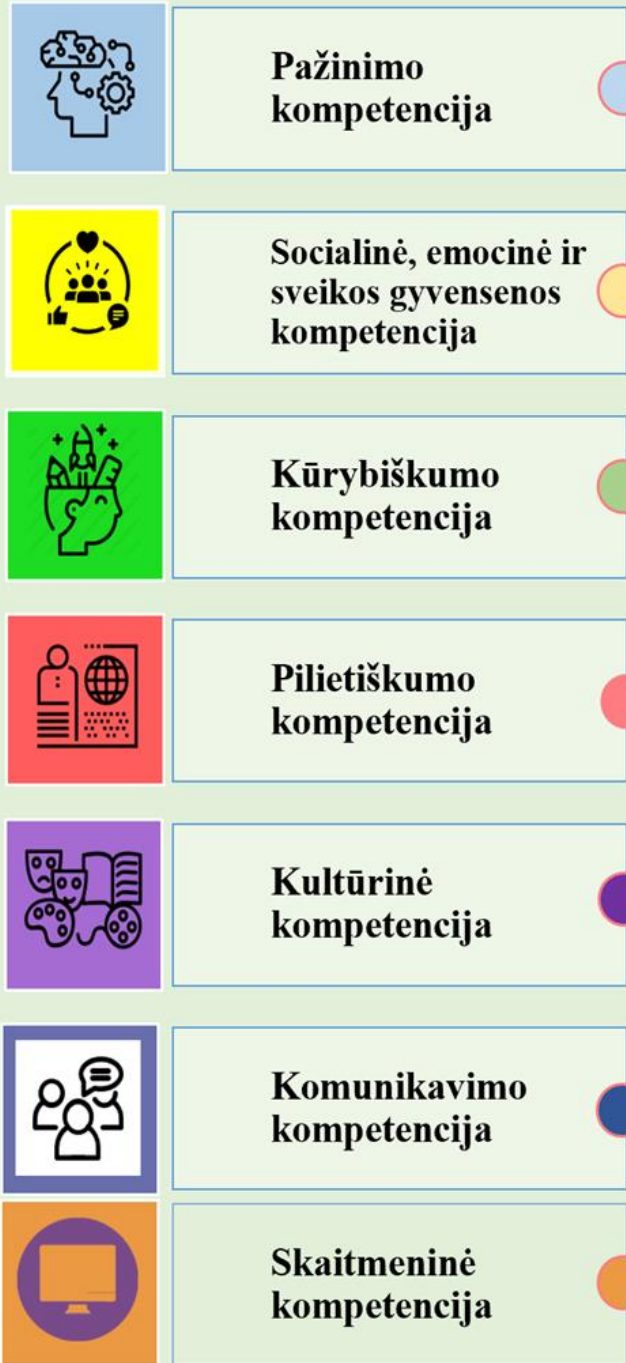 Pažinimo
kompetencija
Socialinė, emocinė ir
sveikos gyvensenos
kompetencija
Kūrybiškumo
kompetencija
Pilietiškumo
kompetencija
Kultūrinė
kompetencija
Komunikavimo
kompetencija
Skaitmeninė
kompetencija